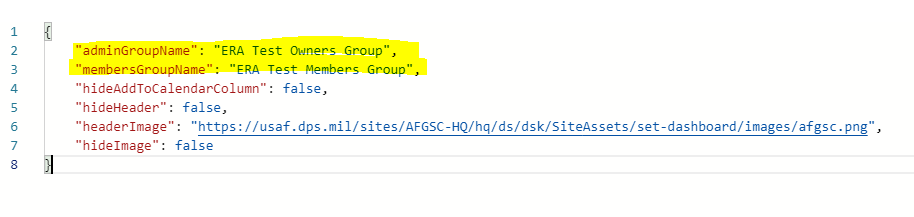 1 {
2 "adminGroupName": "ERA Test Owners Group",
3 "membersGroupName": "ERA Test Members Group",
4 "hideAddToCalendarColumn": false,
5 "hideHeader": false,
6 "headerImage": "https://usaf.dps.mil/sites/AFGSC-HQ/hq/ds/dsk/SiteAssets/set-dashboard/images/afgsc.png",
7 "hideImage": false
8 }